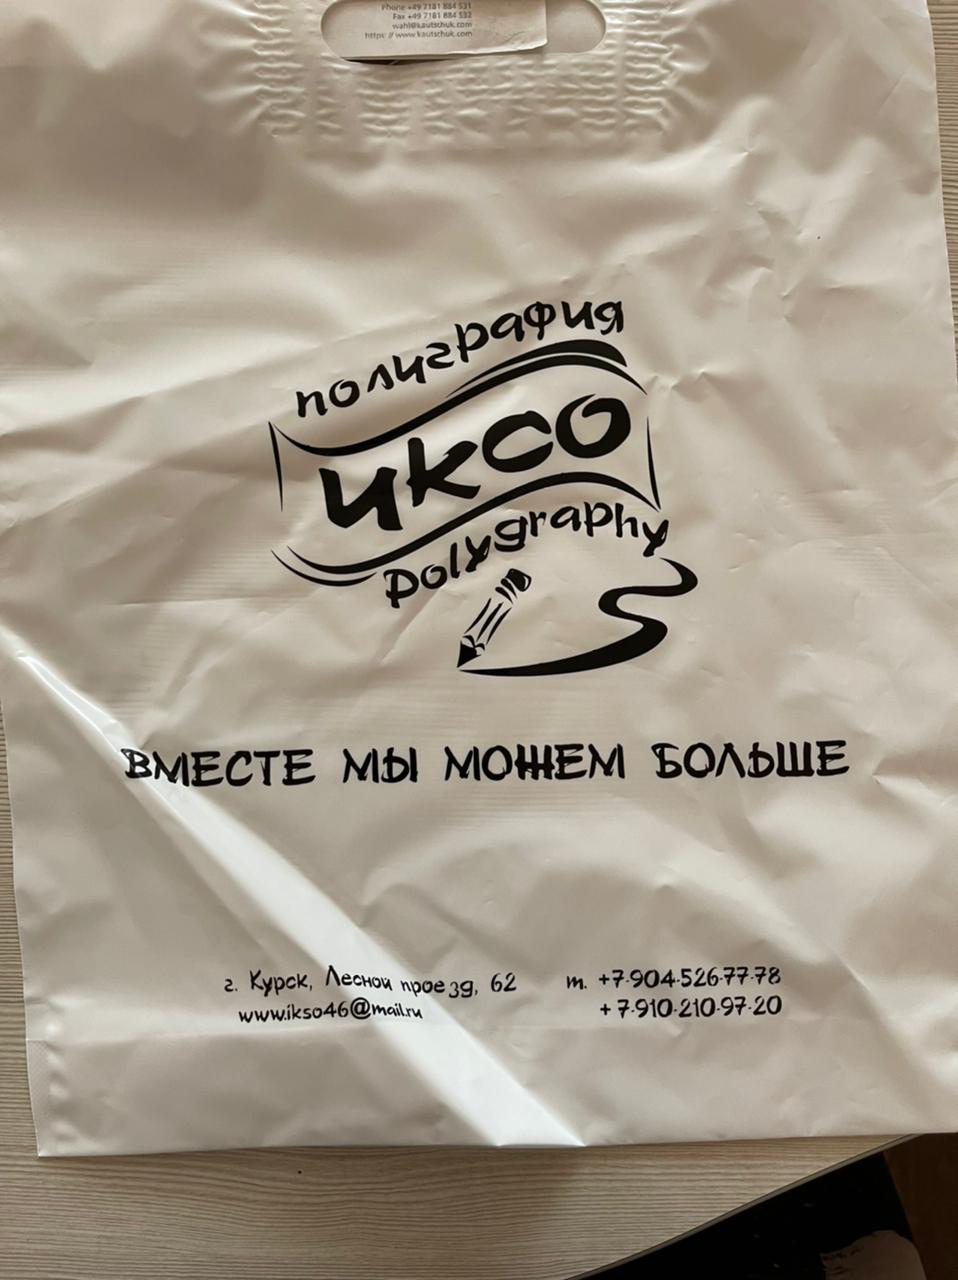 Phone +49 7181 884 531
Fax +49 7181 884 532
wahl@kautschuk.com
https://www.kautschuk.com
полиграфия
иксо
polygraphy
ВМЕСТЕ МЫ МОЖЕМ БОЛЬШЕ
г. Курск, Лесной проезд, 62
www.ikso46@mail.ru
т. +7-904-526-77-78
+7-910-210-97-20